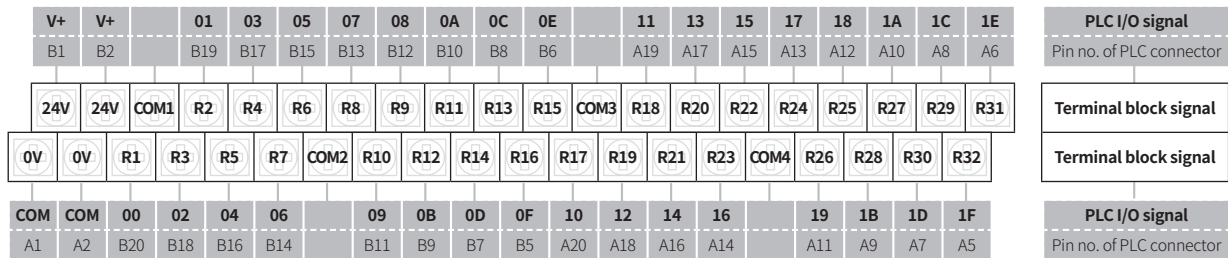 V+ V+ 01 03 05 07 08 0A 0C 0E 11 13 15 17 18 1A 1C 1E PLC I/O signal
B1 B2 B19 B17 B15 B13 B12 B10 B8 B6 A19 A17 A15 A13 A12 A10 A8 A6 Pin no. of PLC connector
24V 24V COM1 R2 R4 R6 R8 R9 R11 R13 R15 COM3 R18 R20 R22 R24 R25 R27 R29 R31 Terminal block signal
0V 0V R1 R3 R5 R7 COM2 R10 R12 R14 R16 R17 R19 R21 R23 COM4 R26 R28 R30 R32 Terminal block signal
COM COM 00 02 04 06 09 0B 0D 0F 10 12 14 16 19 1B 1D 1F PLC I/O signal
A1 A2 B20 B18 B16 B14 B11 B9 B7 B5 A20 A18 A16 A14 A11 A9 A7 A5 Pin no. of PLC connector